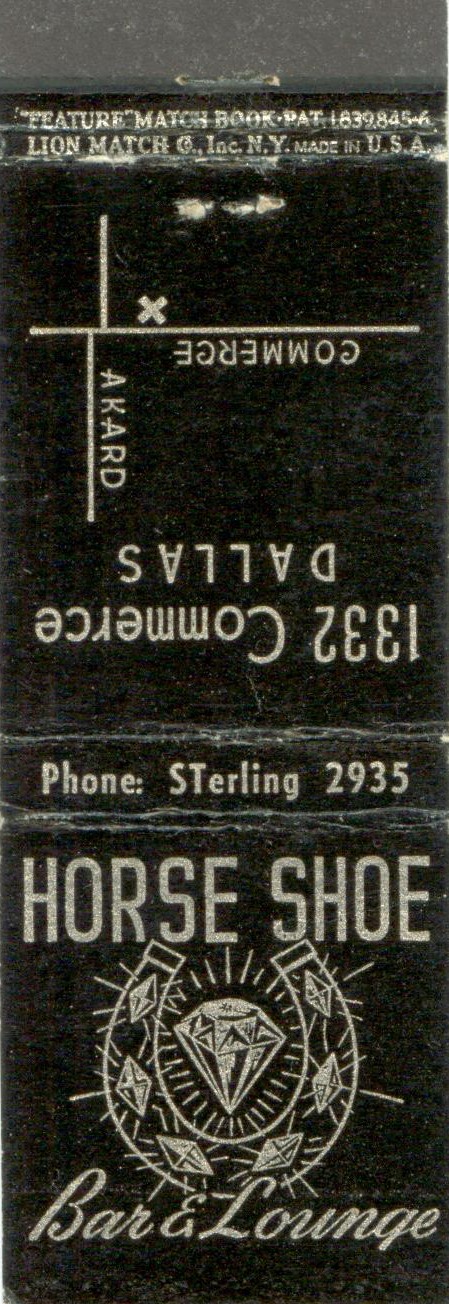 "FEATURE" MATCH BOOK-PAT. 1839845-6
LION MATCH Co., Inc. N.Y. MADE IN U.S.A.
1332 Commerce
DALLAS
AKARD
COMMERCE
X
Phone: STerling 2935
HORSE SHOE
Bar & Lounge